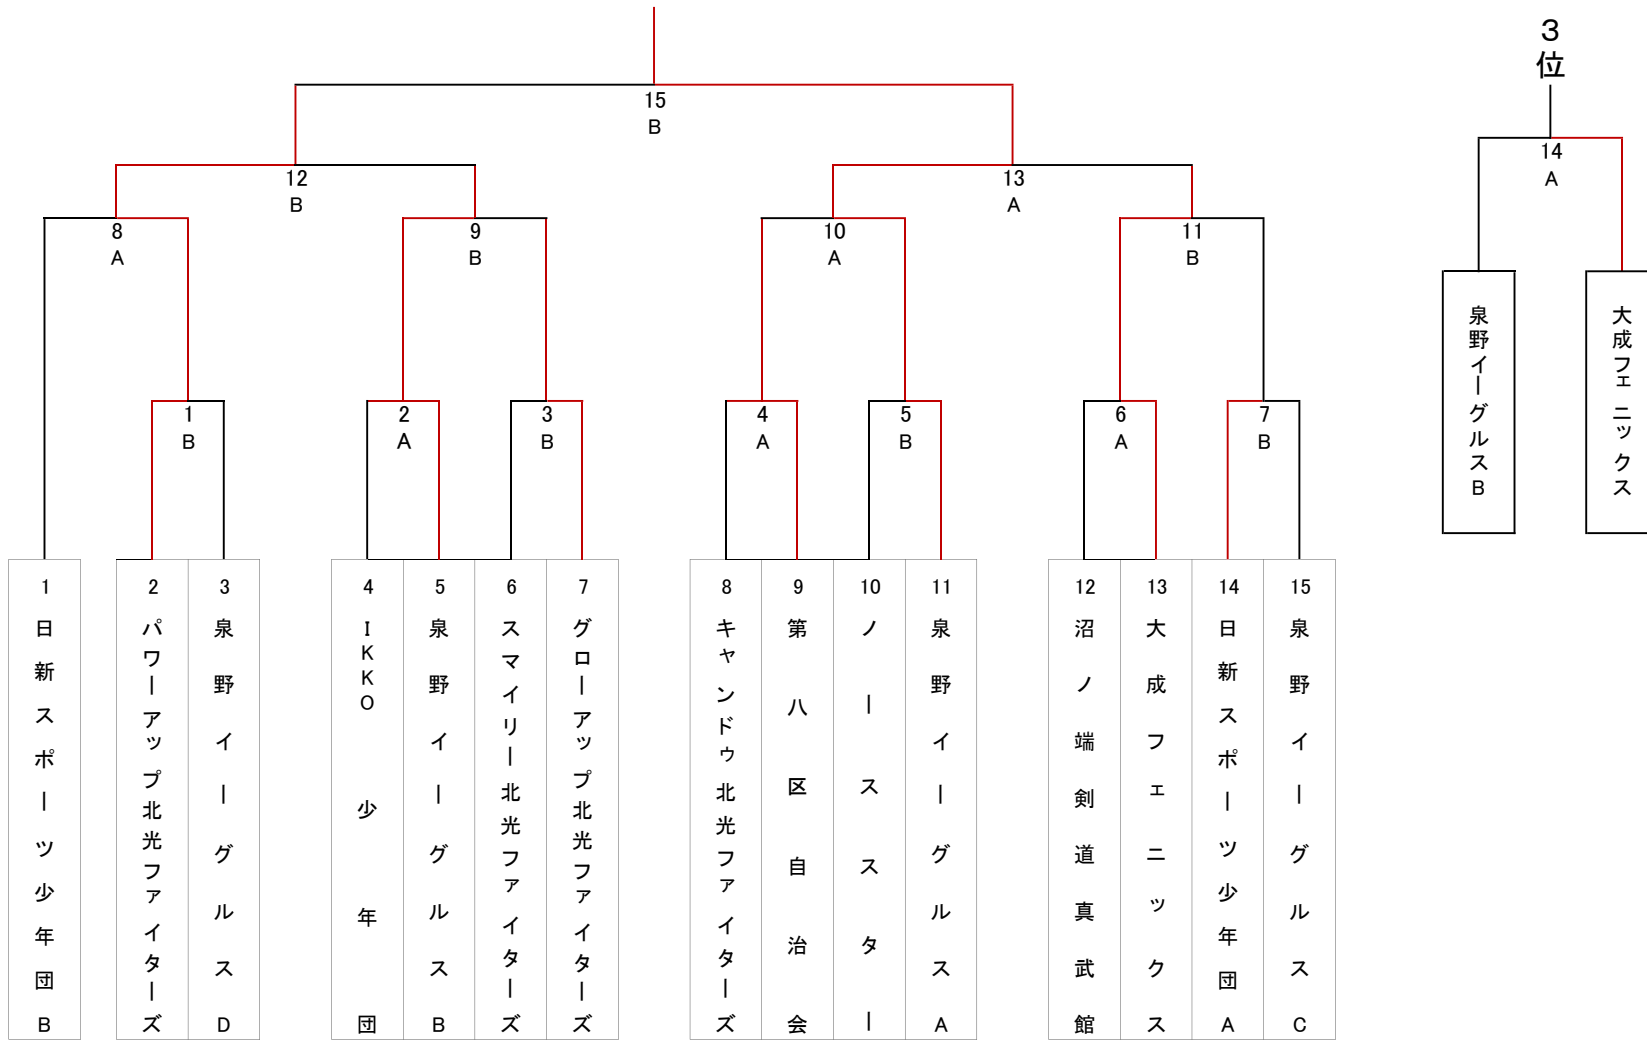 3
位
15
B
12
B
13
A
14
A
8
A
9
B
10
A
11
B
泉野イーグルスB
大成フェニックス
1
B
2
A
3
B
4
A
5
B
6
A
7
B
1
日新スポーツ少年団B
2
パワーアップ北光ファイターズ
3
泉野イーグルスD
4
IKKO少年団
5
泉野イーグルスB
6
スマイリー北光ファイターズ
7
グローアップ北光ファイターズ
8
キャンドゥ北光ファイターズ
9
第八区自治会
10
ノーススター
11
泉野イーグルスA
12
沼ノ端剣道真武館
13
大成フェニックス
14
日新スポーツ少年団A
15
泉野イーグルスC